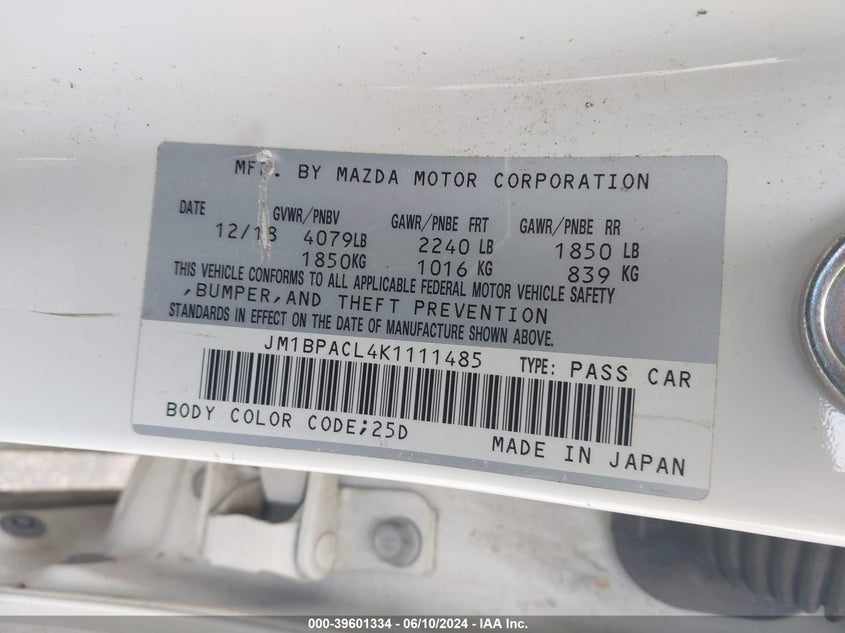 MFD. BY MAZDA MOTOR CORPORATION
DATE GVWR/PNBV GAWR/PNBE FRT GAWR/PNBE RR
12/18 4079LB 2240 LB 1850 LB
1850KG 1016 KG 839 KG
THIS VEHICLE CONFORMS TO ALL APPLICABLE FEDERAL MOTOR VEHICLE SAFETY
,BUMPER,AND THEFT PREVENTION
STANDARDS IN EFFECT ON THE DATE OF MANUFACTURE SHOWN ABOVE.
JM1BPACL4K1111485 TYPE: PASS CAR
BODY COLOR CODE;25D
MADE IN JAPAN
000-39601334 - 06/10/2024 - IAA Inc.